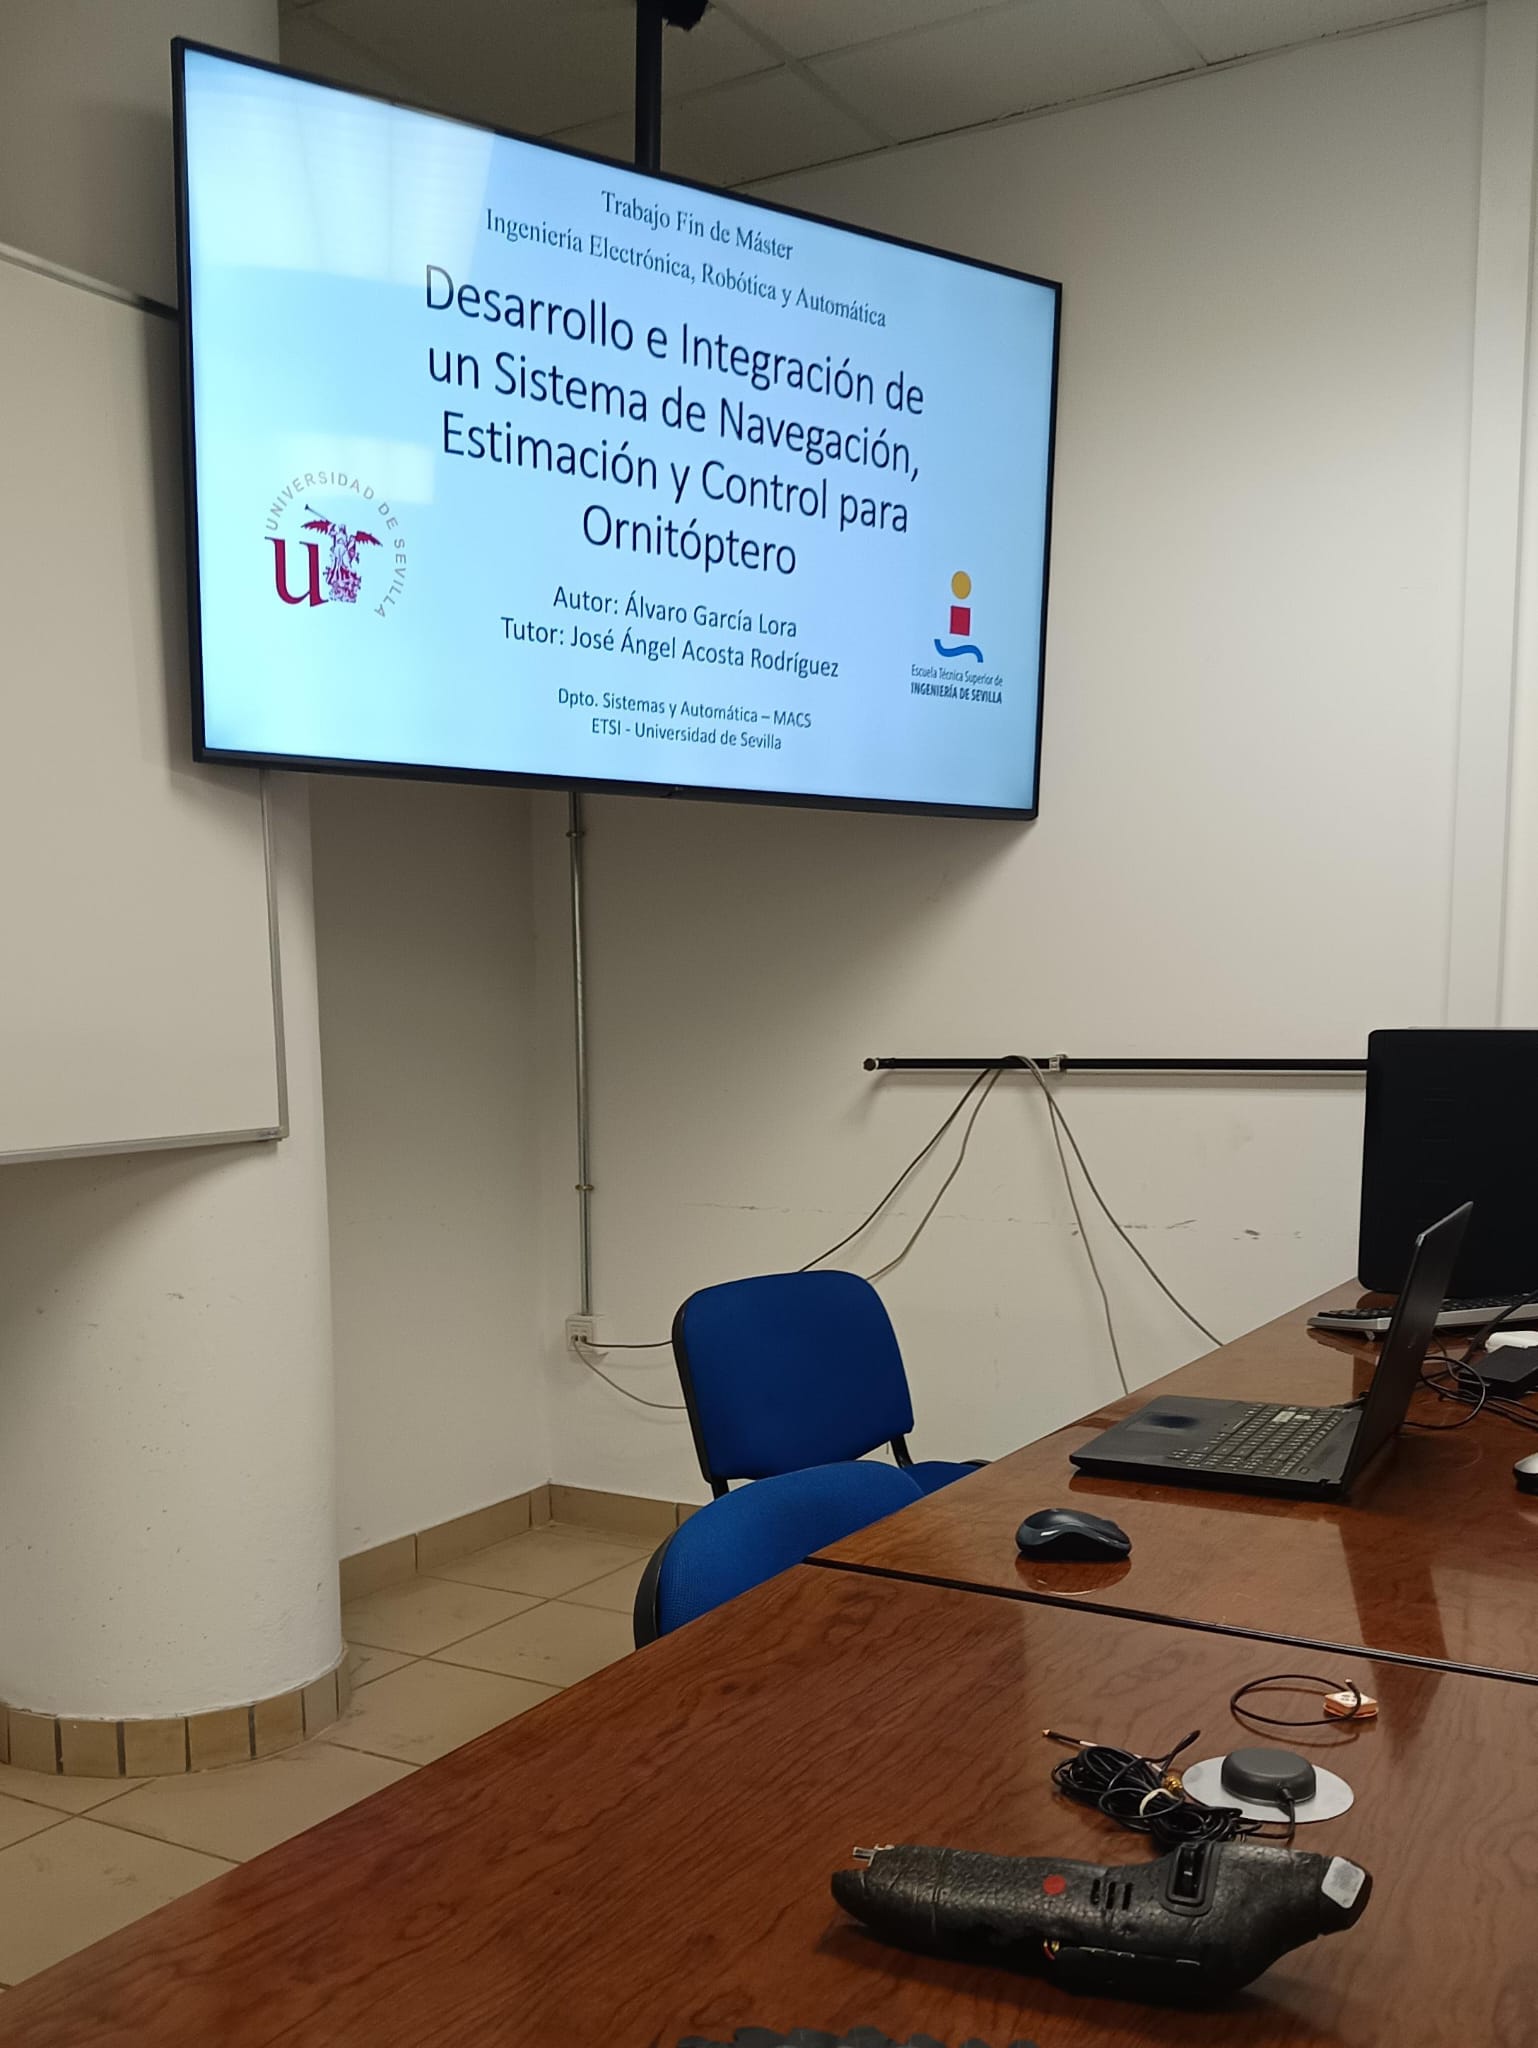 Trabajo Fin de Máster
Ingeniería Electrónica, Robótica y Automática
Desarrollo e Integración de
un Sistema de Navegación,
Estimación y Control para
Ornitóptero
UNIVERSIDAD DE SEVILLA
Autor: Álvaro García Lora
Tutor: José Ángel Acosta Rodríguez
Escuela Técnica Superior de
INGENIERÍA DE SEVILLA
Dpto. Sistemas y Automática – MACS
ETSI - Universidad de Sevilla